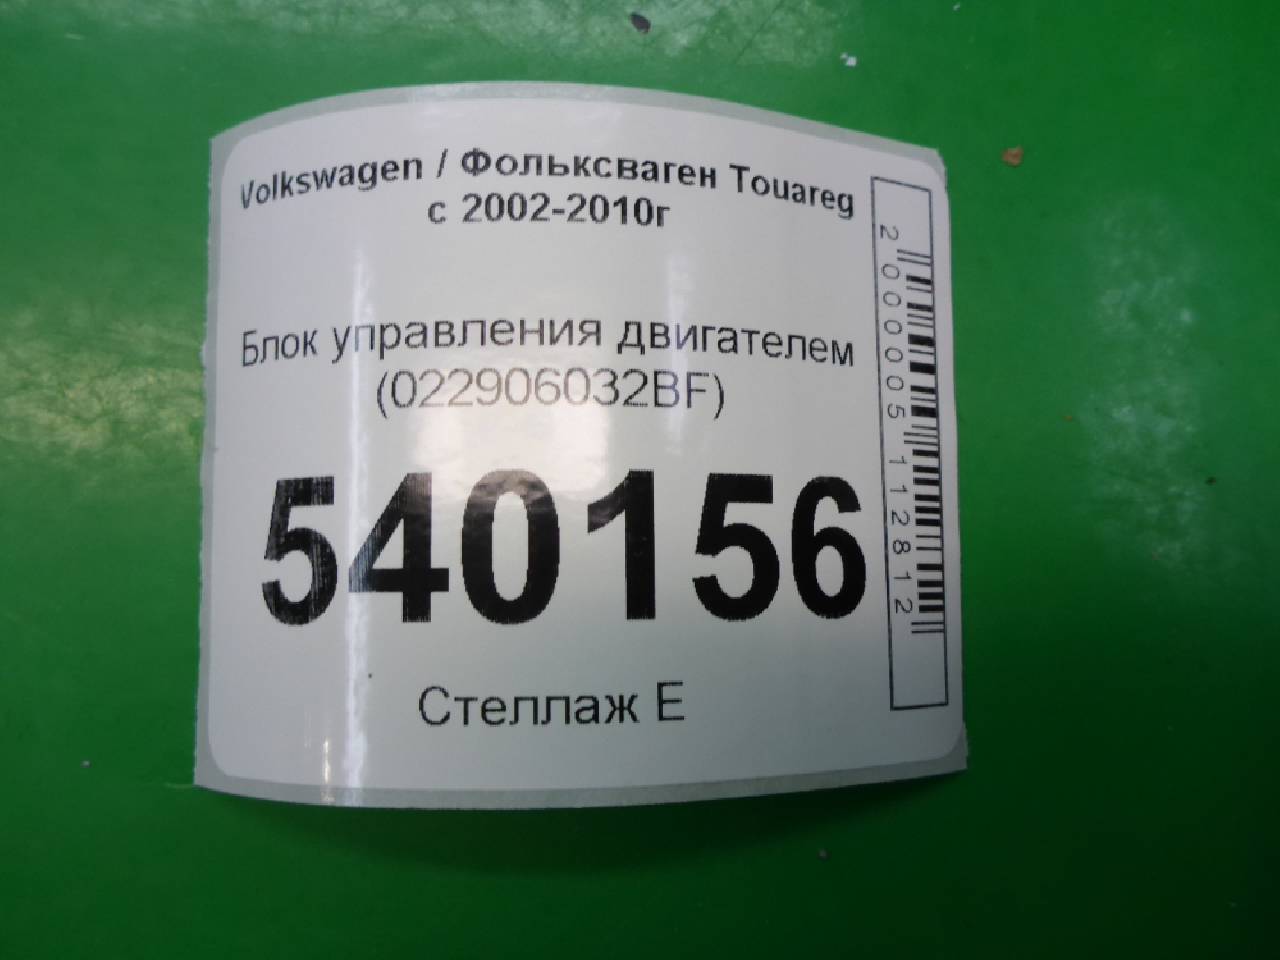 Volkswagen / Фольксваген Touareg
с 2002-2010г
Блок управления двигателем
(022906032BF)
540156
Стеллаж Е
2000005112812